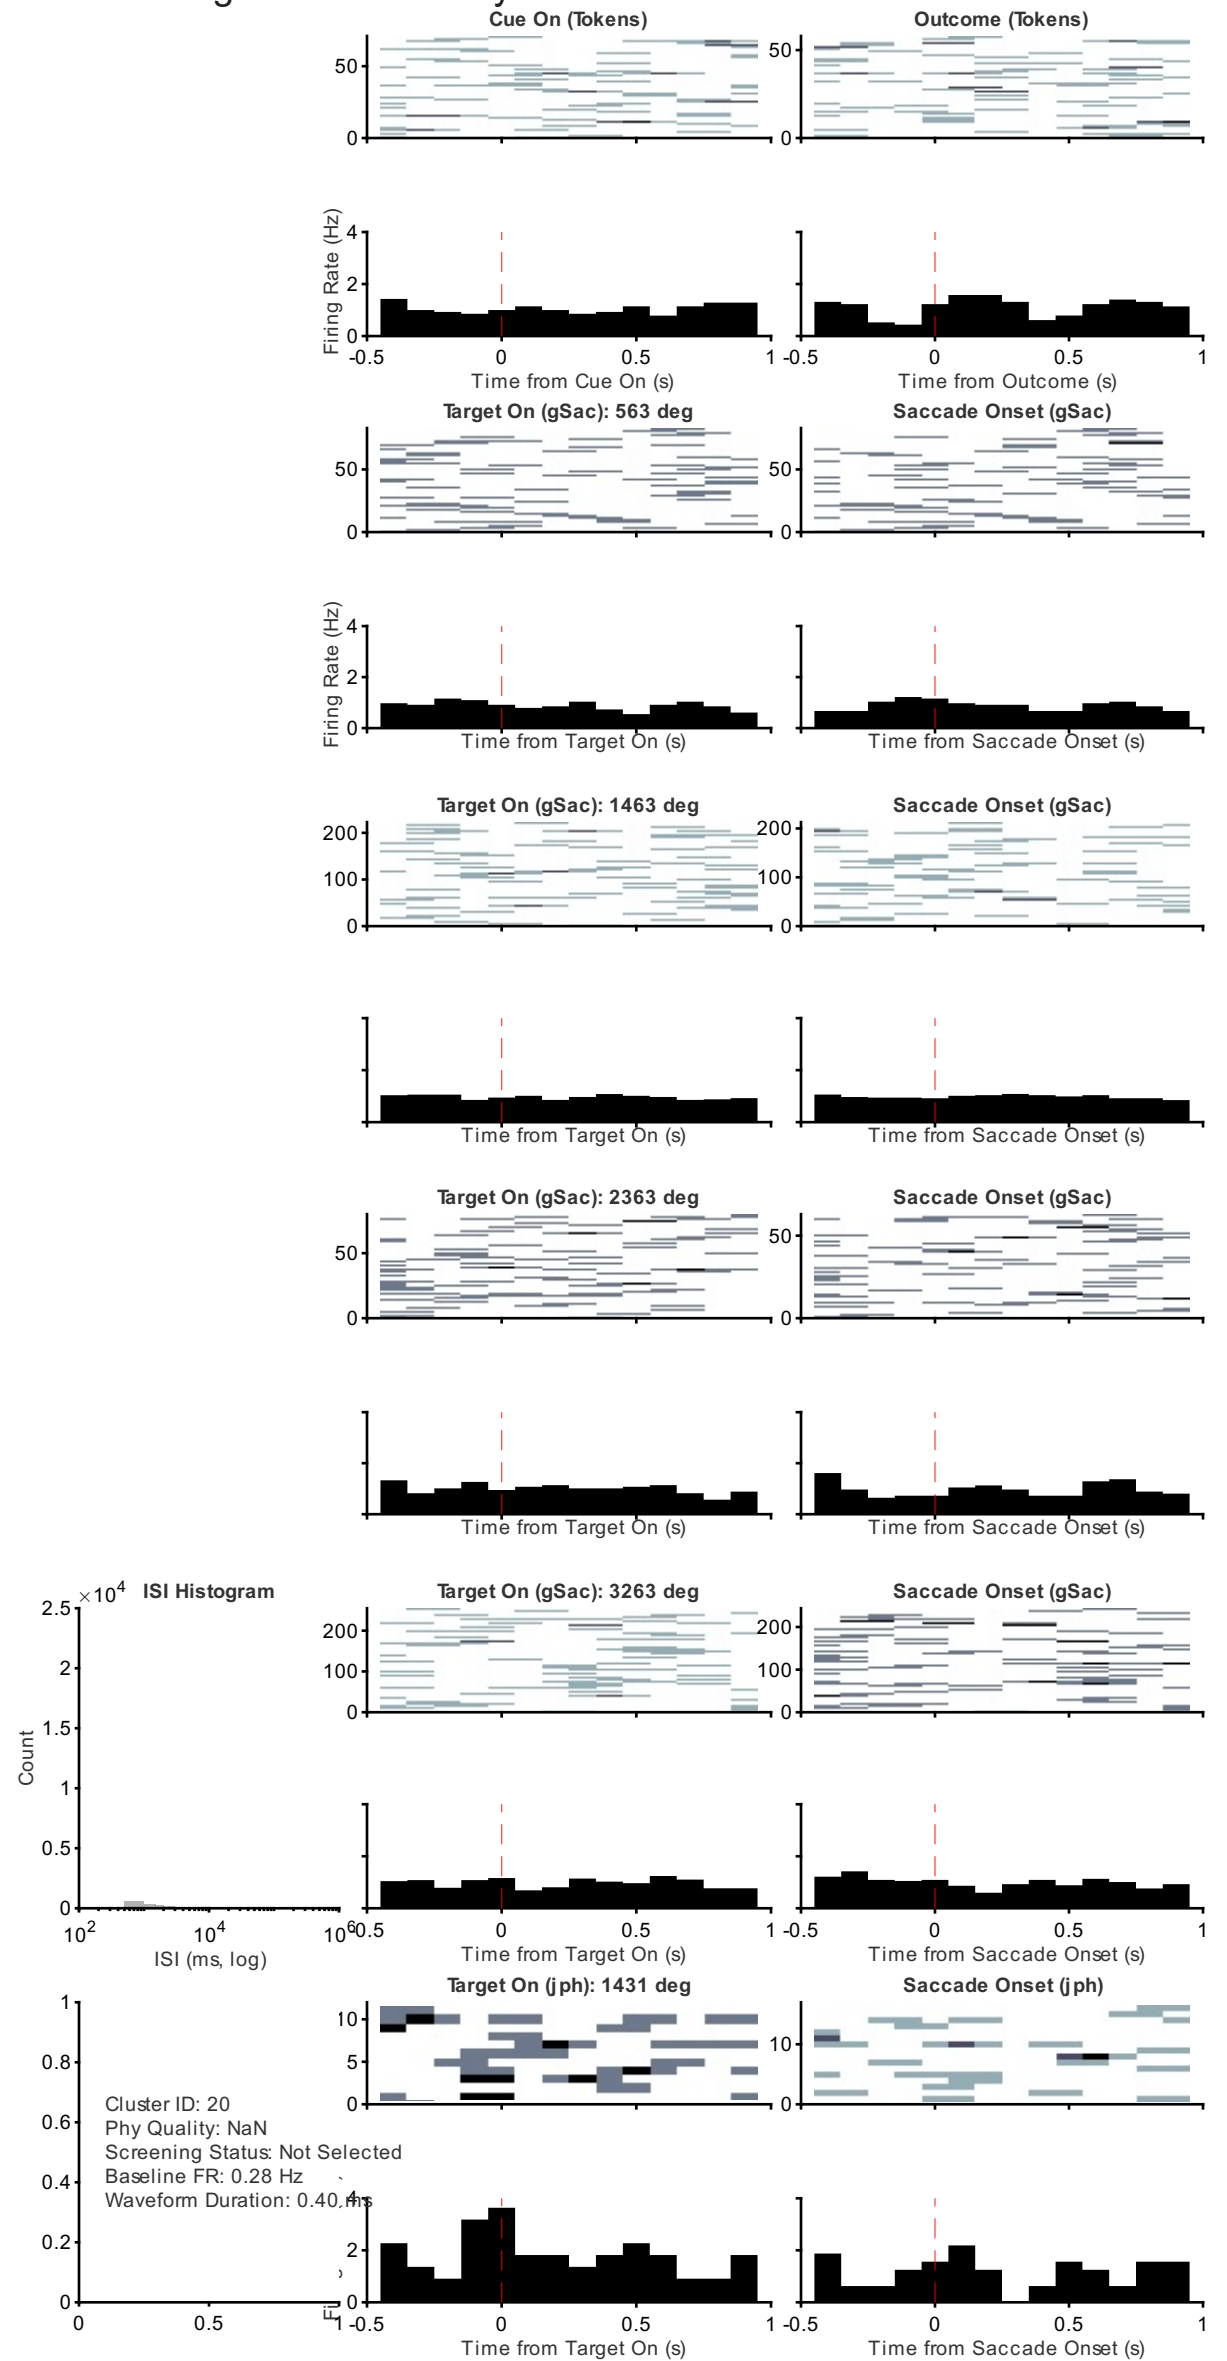 Cue On (Tokens)
Outcome (Tokens)
50
0
50
0
Firing Rate (Hz)
4
2
0
-0.5 0 0.5 1
-0.5 0 0.5 1
Time from Cue On (s)
Time from Outcome (s)
Target On (gSac): 563 deg
Saccade Onset (gSac)
50
0
50
0
Firing Rate (Hz)
4
2
0
Time from Target On (s)
Time from Saccade Onset (s)
Target On (gSac): 1463 deg
Saccade Onset (gSac)
200
100
0
200
100
0
Time from Target On (s)
Time from Saccade Onset (s)
Target On (gSac): 2363 deg
Saccade Onset (gSac)
50
0
50
0
Time from Target On (s)
Time from Saccade Onset (s)
×10^4
ISI Histogram
2.5
2
1.5
1
0.5
0
Count
10^2 10^4 10^6
ISI (ms, log)
Target On (gSac): 3263 deg
Saccade Onset (gSac)
200
100
0
200
100
0
-0.5 0 0.5 1
-0.5 0 0.5 1
Time from Target On (s)
Time from Saccade Onset (s)
Target On (jph): 1431 deg
Saccade Onset (jph)
10
5
0
10
0
1
0.8
0.6
0.4
0.2
0
0 0.5 1
Cluster ID: 20
Phy Quality: NaN
Screening Status: Not Selected
Baseline FR: 0.28 Hz
Waveform Duration: 0.40 ms
4
2
0
-0.5 0 0.5 1
-0.5 0 0.5 1
Time from Target On (s)
Time from Saccade Onset (s)